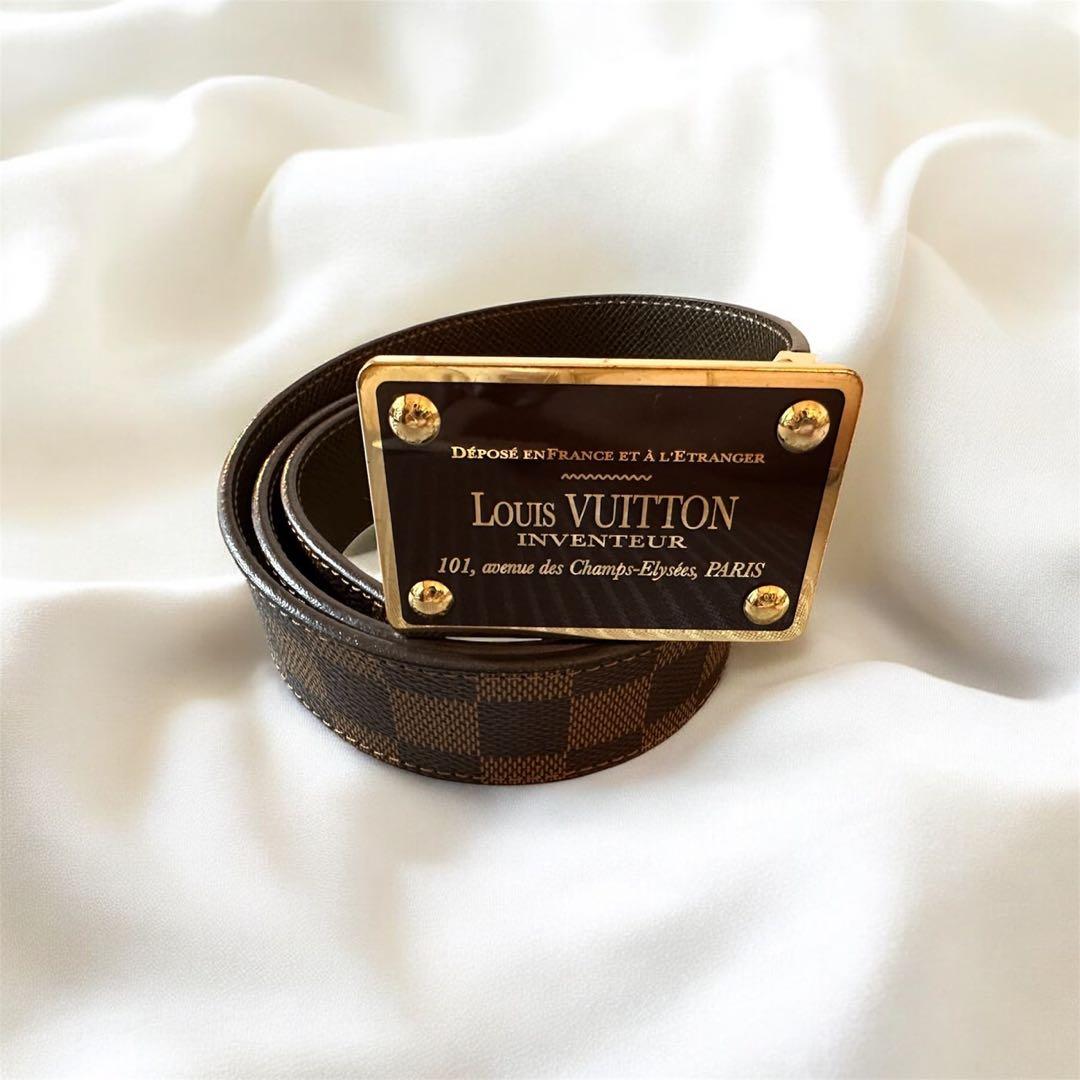 DÉPOSÉ ENFRANCE ET À L'ETRANGER
LOUIS VUITTON
INVENTEUR
101, avenue des Champs-Elysées, PARIS